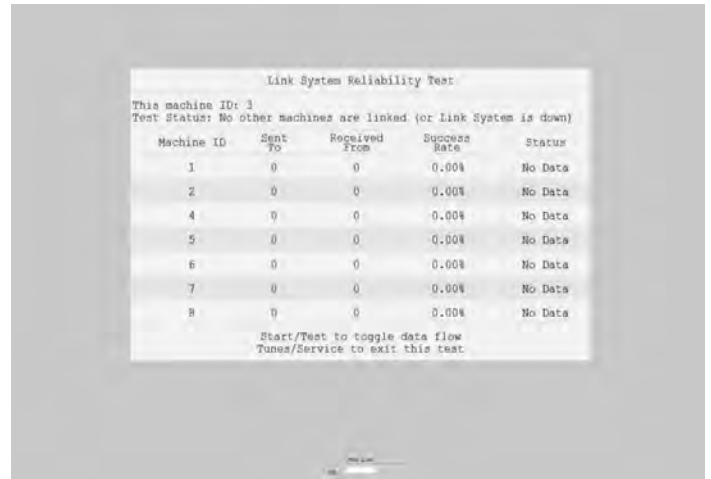 Link System Reliability Test
This machine ID: 3
Test Status: No other machines are linked (or Link System is down)
Machine ID Sent To Received From Success Rate Status
1 0 0 0.00% No Data
2 0 0 0.00% No Data
4 0 0 0.00% No Data
5 0 0 0.00% No Data
6 0 0 0.00% No Data
7 0 0 0.00% No Data
8 0 0 0.00% No Data
Start/Test to toggle data flow
Tunes/Service to exit this test